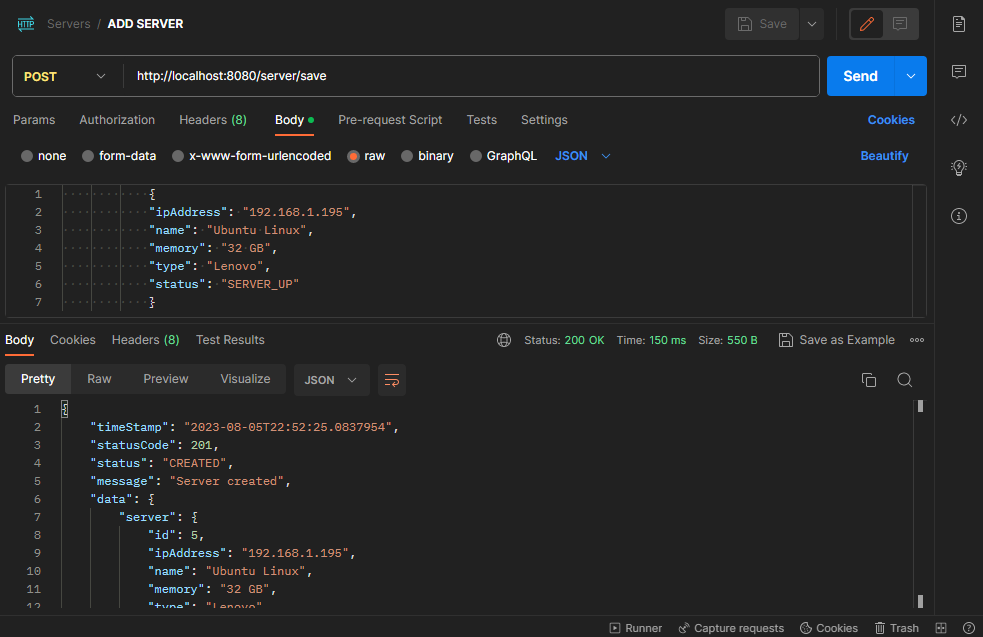 HTTP Servers / ADD SERVER Save
POST http://localhost:8080/server/save Send
Params Authorization Headers (8) Body Pre-request Script Tests Settings Cookies
none form-data x-www-form-urlencoded raw binary GraphQL JSON Beautify
1 {
2 "ipAddress": "192.168.1.195",
3 "name": "Ubuntu Linux",
4 "memory": "32 GB",
5 "type": "Lenovo",
6 "status": "SERVER_UP"
7 }
Body Cookies Headers (8) Test Results Status: 200 OK Time: 150 ms Size: 550 B Save as Example
Pretty Raw Preview Visualize JSON
1 {
2 "timeStamp": "2023-08-05T22:52:25.0837954",
3 "statusCode": 201,
4 "status": "CREATED",
5 "message": "Server created",
6 "data": {
7 "server": {
8 "id": 5,
9 "ipAddress": "192.168.1.195",
10 "name": "Ubuntu Linux",
11 "memory": "32 GB",
12 "type": "Lenovo"
Runner Capture requests Cookies Trash